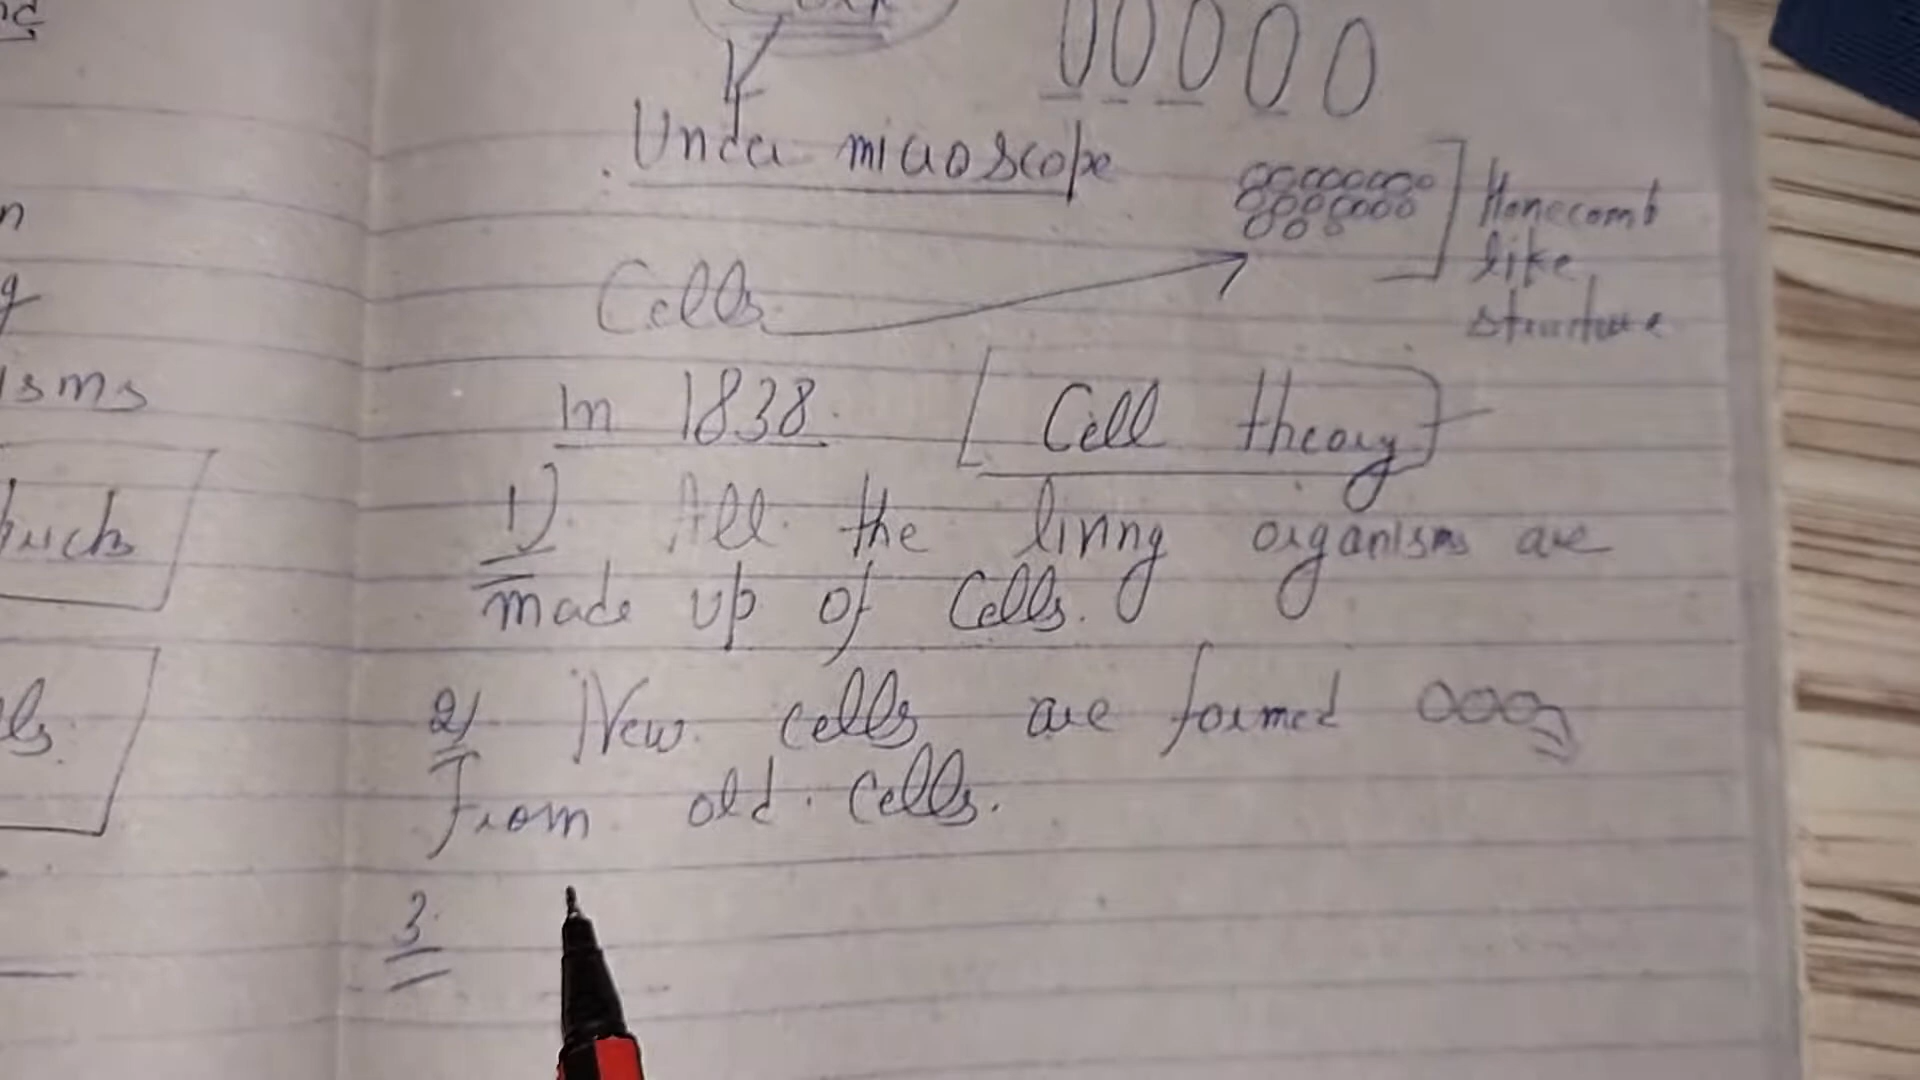 isms
Under microscope
Honecomb
like
structure
Cells
In 1838.
Cell theory
1) All the living organisms are
made up of Cells.
2) New cells are formed
From old cells.
3.